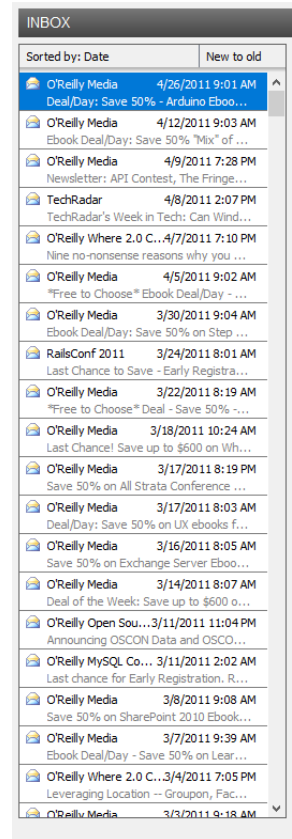 INBOX
Sorted by: Date New to old
O'Reilly Media 4/26/2011 9:01 AM
Deal/Day: Save 50% - Arduino Eboo...
O'Reilly Media 4/12/2011 9:03 AM
Ebook Deal/Day: Save 50% "Mix" of ...
O'Reilly Media 4/9/2011 7:28 PM
Newsletter: API Contest, The Fringe...
TechRadar 4/8/2011 2:07 PM
TechRadar's Week in Tech: Can Wind...
O'Reilly Where 2.0 C...4/7/2011 7:10 PM
Nine no-nonsense reasons why you ...
O'Reilly Media 4/5/2011 9:02 AM
*Free to Choose* Ebook Deal/Day - ...
O'Reilly Media 3/30/2011 9:04 AM
Ebook Deal/Day: Save 50% on Step ...
RailsConf 2011 3/24/2011 8:01 AM
Last Chance to Save - Early Registra...
O'Reilly Media 3/22/2011 8:19 AM
*Free to Choose* Deal - Save 50% -...
O'Reilly Media 3/18/2011 10:24 AM
Last Chance! Save up to $600 on Wh...
O'Reilly Media 3/17/2011 8:19 PM
Save 50% on All Strata Conference ...
O'Reilly Media 3/17/2011 8:03 AM
Deal/Day: Save 50% on UX ebooks f...
O'Reilly Media 3/16/2011 8:05 AM
Save 50% on Exchange Server Eboo...
O'Reilly Media 3/14/2011 8:07 AM
Deal of the Week: Save up to $600 o...
O'Reilly Open Sou...3/11/2011 11:04 PM
Announcing OSCON Data and OSCO...
O'Reilly MySQL Co... 3/11/2011 2:02 AM
Last chance for Early Registration. R...
O'Reilly Media 3/8/2011 9:08 AM
Save 50% on SharePoint 2010 Ebook...
O'Reilly Media 3/7/2011 9:39 AM
Ebook Deal/Day - Save 50% on Lear...
O'Reilly Where 2.0 C...3/4/2011 7:05 PM
Leveraging Location -- Groupon, Fac...
O'Reilly Media 3/3/2011 9:18 AM